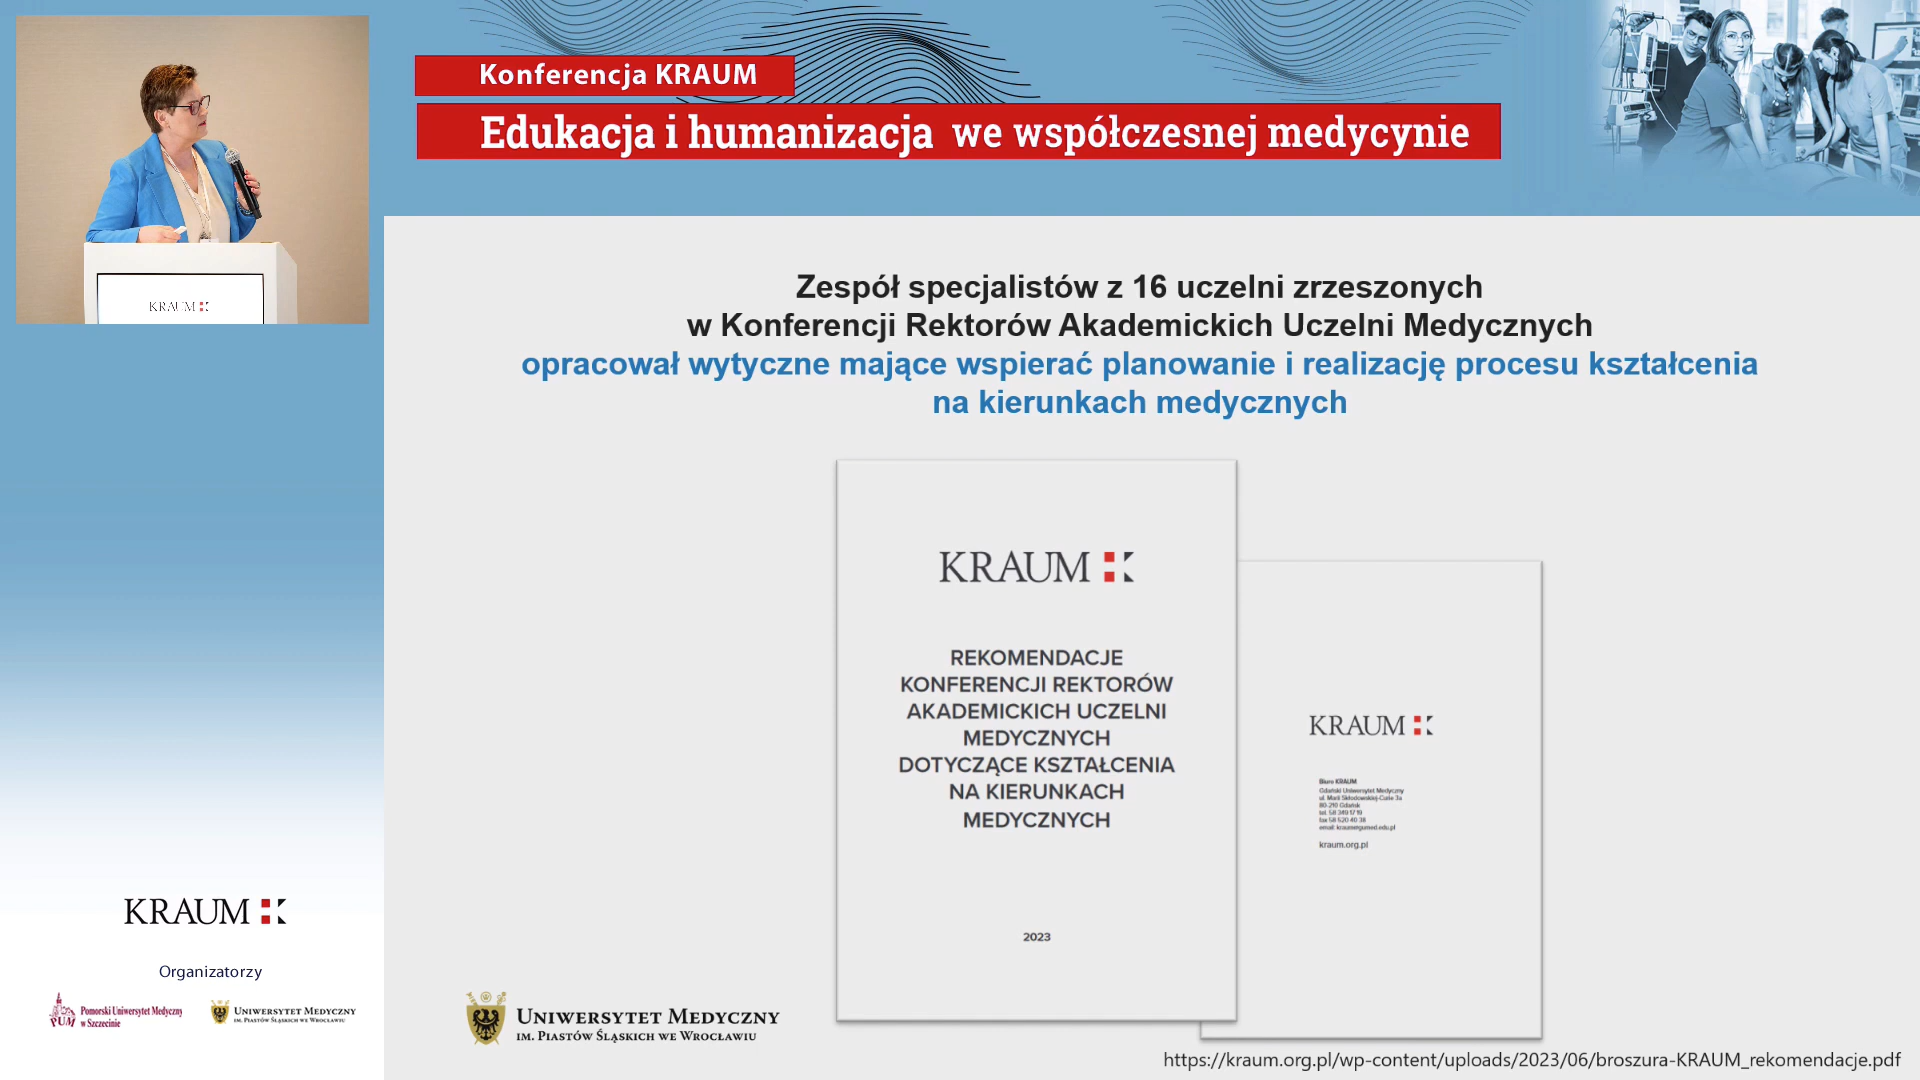 Konferencja KRAUM
Edukacja i humanizacja we współczesnej medycynie
KRAUM
Zespół specjalistów z 16 uczelni zrzeszonych
w Konferencji Rektorów Akademickich Uczelni Medycznych
opracował wytyczne mające wspierać planowanie i realizację procesu kształcenia
na kierunkach medycznych
KRAUM
REKOMENDACJE
KONFERENCJI REKTORÓW
AKADEMICKICH UCZELNI
MEDYCZNYCH
DOTYCZĄCE KSZTAŁCENIA
NA KIERUNKACH
MEDYCZNYCH
2023
KRAUM
Biuro KRAUM
Gdański Uniwersytet Medyczny
ul. Marii Skłodowskiej-Curie 3a
80-210 Gdańsk
tel. 58 349 17 19
fax 58 520 40 38
email: kraum@gumed.edu.pl
kraum.org.pl
KRAUM
Organizatorzy
PUM
Pomorski Uniwersytet Medyczny
w Szczecinie
UNIWERSYTET MEDYCZNY
IM. PIASTÓW ŚLĄSKICH WE WROCŁAWIU
UNIWERSYTET MEDYCZNY
IM. PIASTÓW ŚLĄSKICH WE WROCŁAWIU
https://kraum.org.pl/wp-content/uploads/2023/06/broszura-KRAUM_rekomendacje.pdf